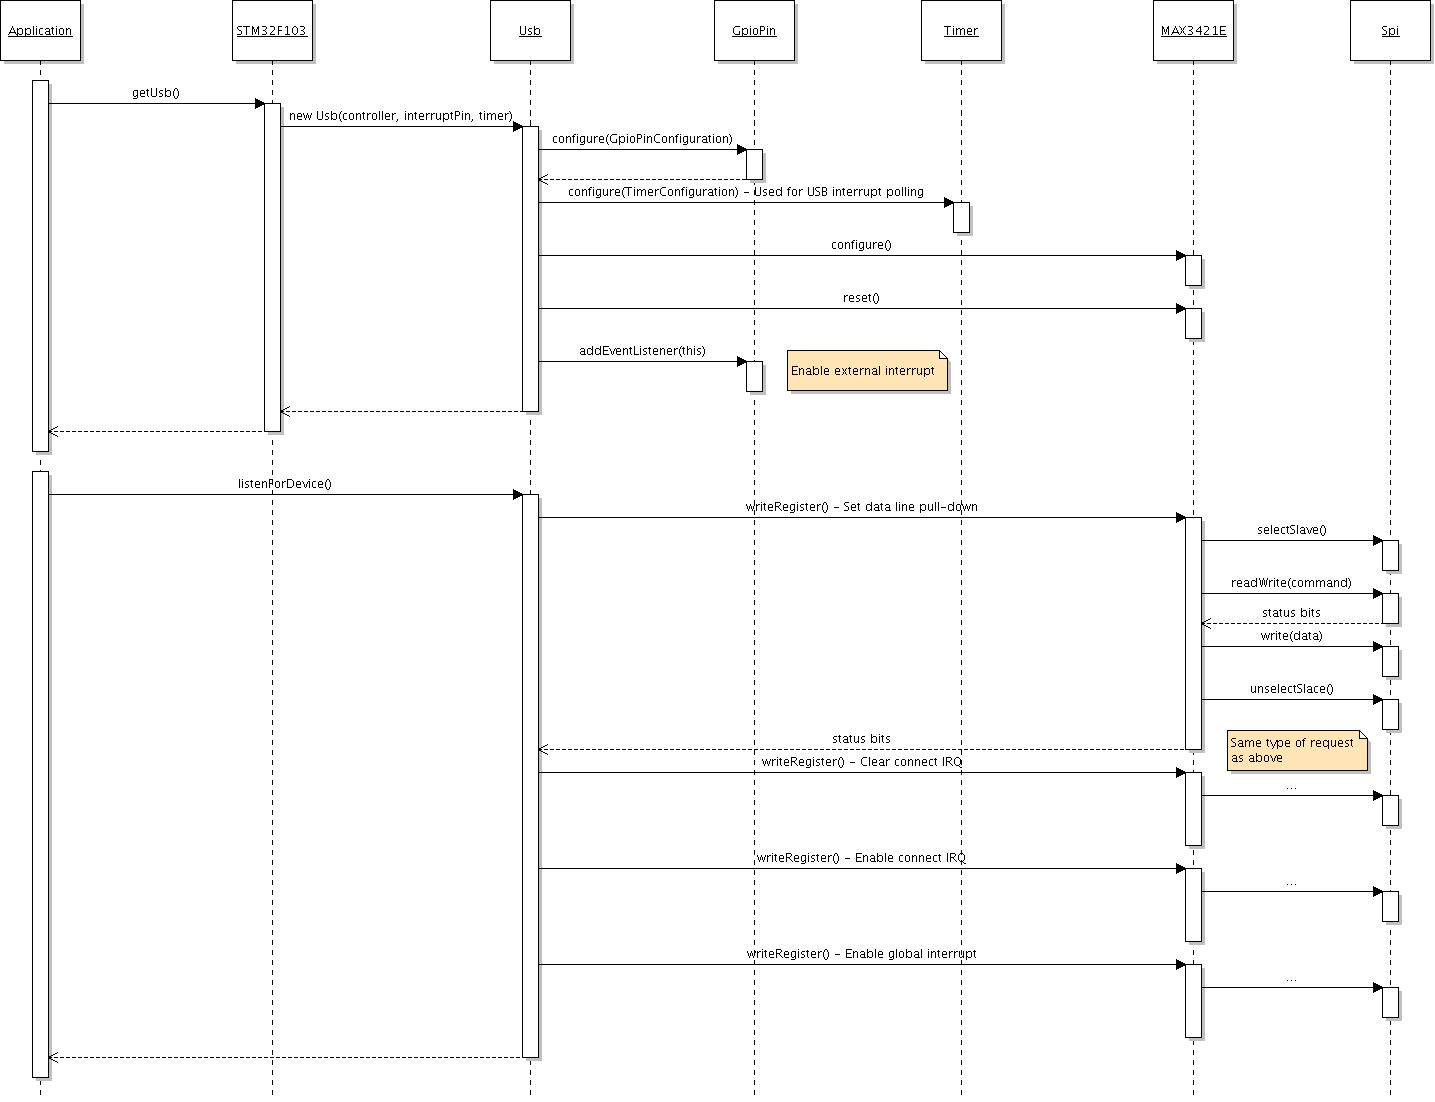 Application
STM32F103
Usb
GpioPin
Timer
MAX3421E
Spi
getUsb()
new Usb(controller, interruptPin, timer)
configure(GpioPinConfiguration)
configure(TimerConfiguration) - Used for USB interrupt polling
configure()
reset()
addEventListener(this)
Enable external interrupt
listenForDevice()
writeRegister() - Set data line pull-down
selectSlave()
readWrite(command)
status bits
write(data)
unselectSlace()
status bits
Same type of request
as above
writeRegister() - Clear connect IRQ
...
writeRegister() - Enable connect IRQ
...
writeRegister() - Enable global interrupt
...